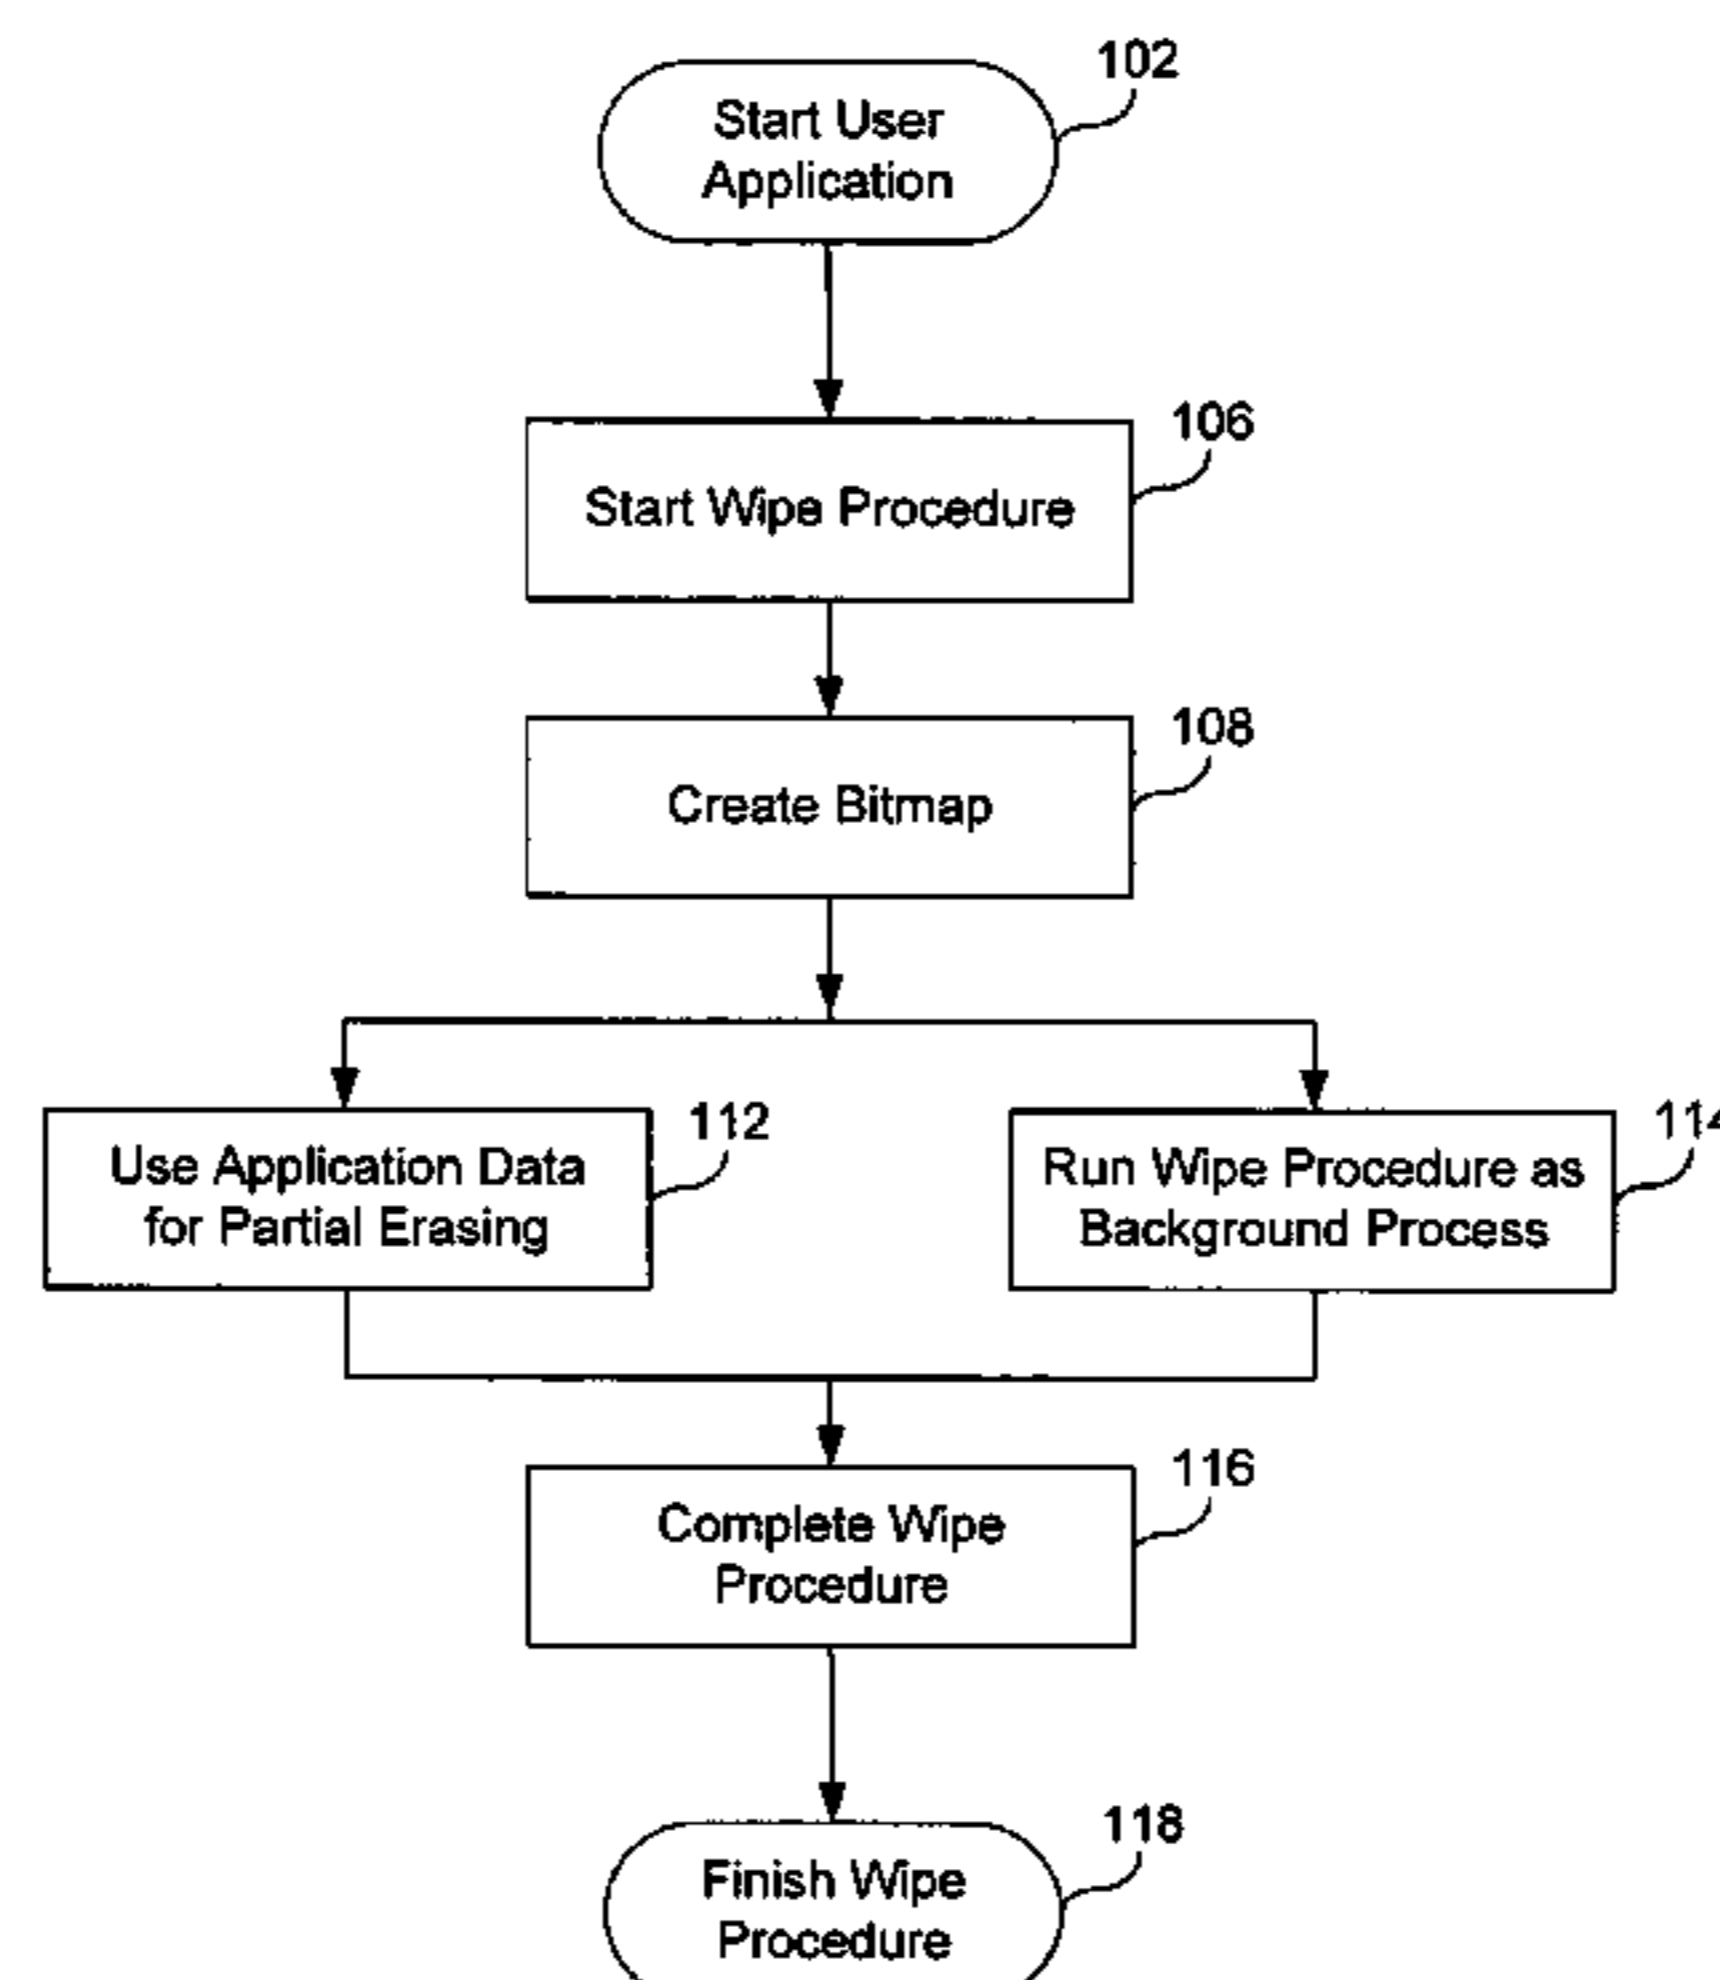 102
Start User
Application
106
Start Wipe Procedure
108
Create Bitmap
112
Use Application Data
for Partial Erasing
114
Run Wipe Procedure as
Background Process
116
Complete Wipe
Procedure
118
Finish Wipe
Procedure